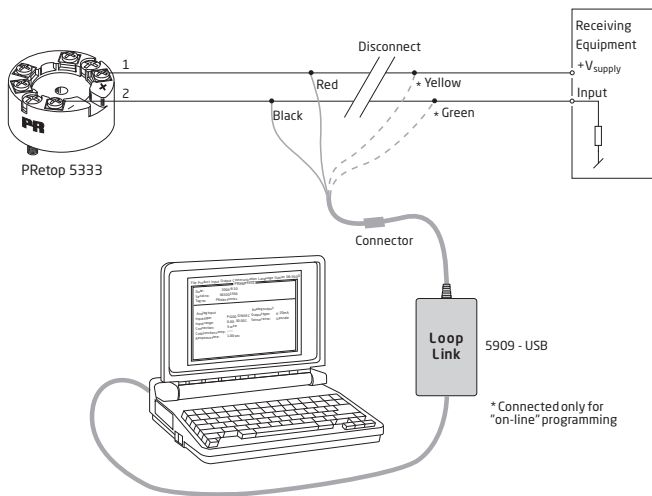 Receiving
Equipment
+Vsupply
Input
Disconnect
1
2
Red
* Yellow
Black
* Green
PR
PRetop 5333
Connector
Loop
Link
5909 - USB
* Connected only for
"on-line" programming